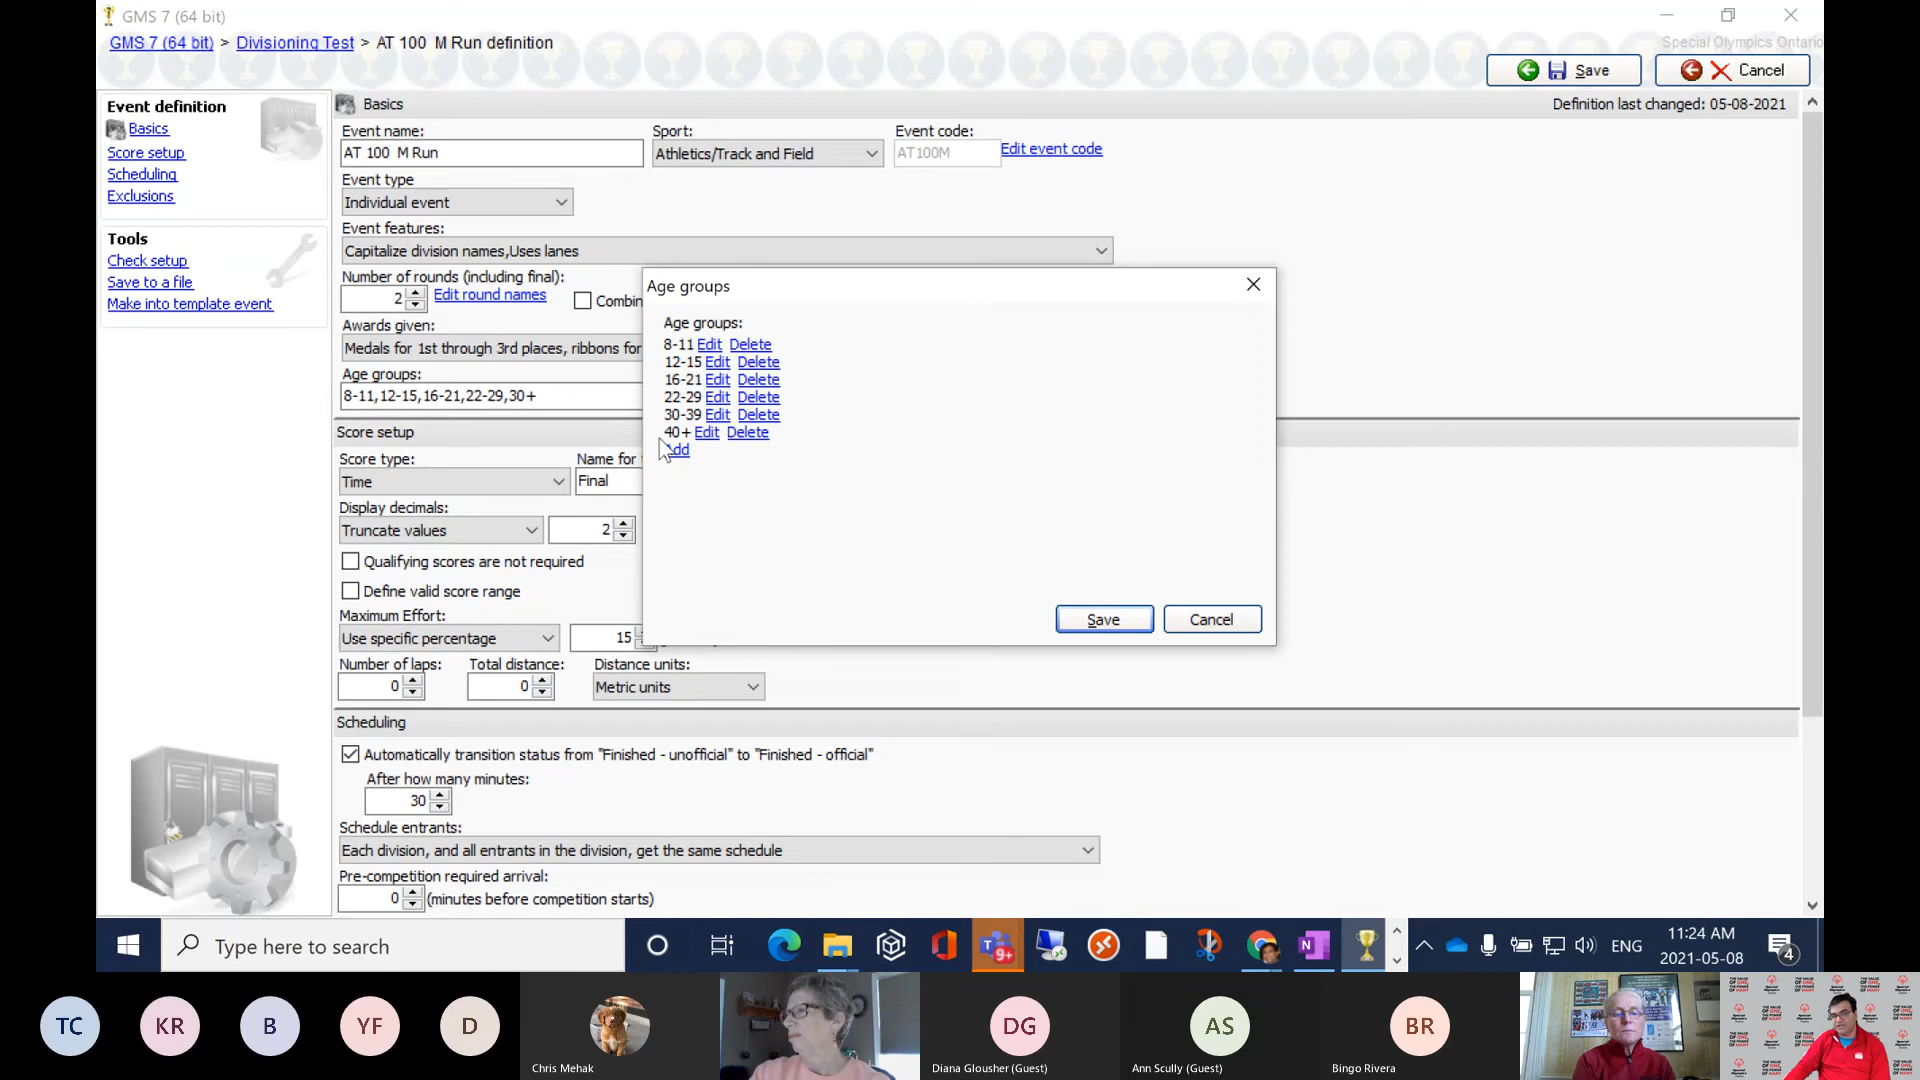 GMS 7 (64 bit)
GMS 7 (64 bit) > Divisioning Test > AT 100 M Run definition
Special Olympics Ontario
Save
Cancel
Event definition
Basics
Score setup
Scheduling
Exclusions
Tools
Check setup
Save to a file
Make into template event
Basics
Definition last changed: 05-08-2021
Event name:
Sport:
Event code:
AT 100 M Run
Athletics/Track and Field
AT100M
Edit event code
Event type
Individual event
Event features:
Capitalize division names,Uses lanes
Number of rounds (including final):
2
Edit round names
Combin
Awards given:
Medals for 1st through 3rd places, ribbons for
Age groups:
8-11,12-15,16-21,22-29,30+
Age groups
Age groups:
8-11 Edit Delete
12-15 Edit Delete
16-21 Edit Delete
22-29 Edit Delete
30-39 Edit Delete
40+ Edit Delete
Add
Save
Cancel
Score setup
Score type:
Name for
Time
Final
Display decimals:
Truncate values
2
Qualifying scores are not required
Define valid score range
Maximum Effort:
Use specific percentage
15
Number of laps:
Total distance:
Distance units:
0
0
Metric units
Scheduling
Automatically transition status from "Finished - unofficial" to "Finished - official"
After how many minutes:
30
Schedule entrants:
Each division, and all entrants in the division, get the same schedule
Pre-competition required arrival:
0
(minutes before competition starts)
Type here to search
9+
ENG
11:24 AM
2021-05-08
4
TC
KR
B
YF
D
Chris Mehak
DG
Diana Glousher (Guest)
AS
Ann Scully (Guest)
BR
Bingo Rivera